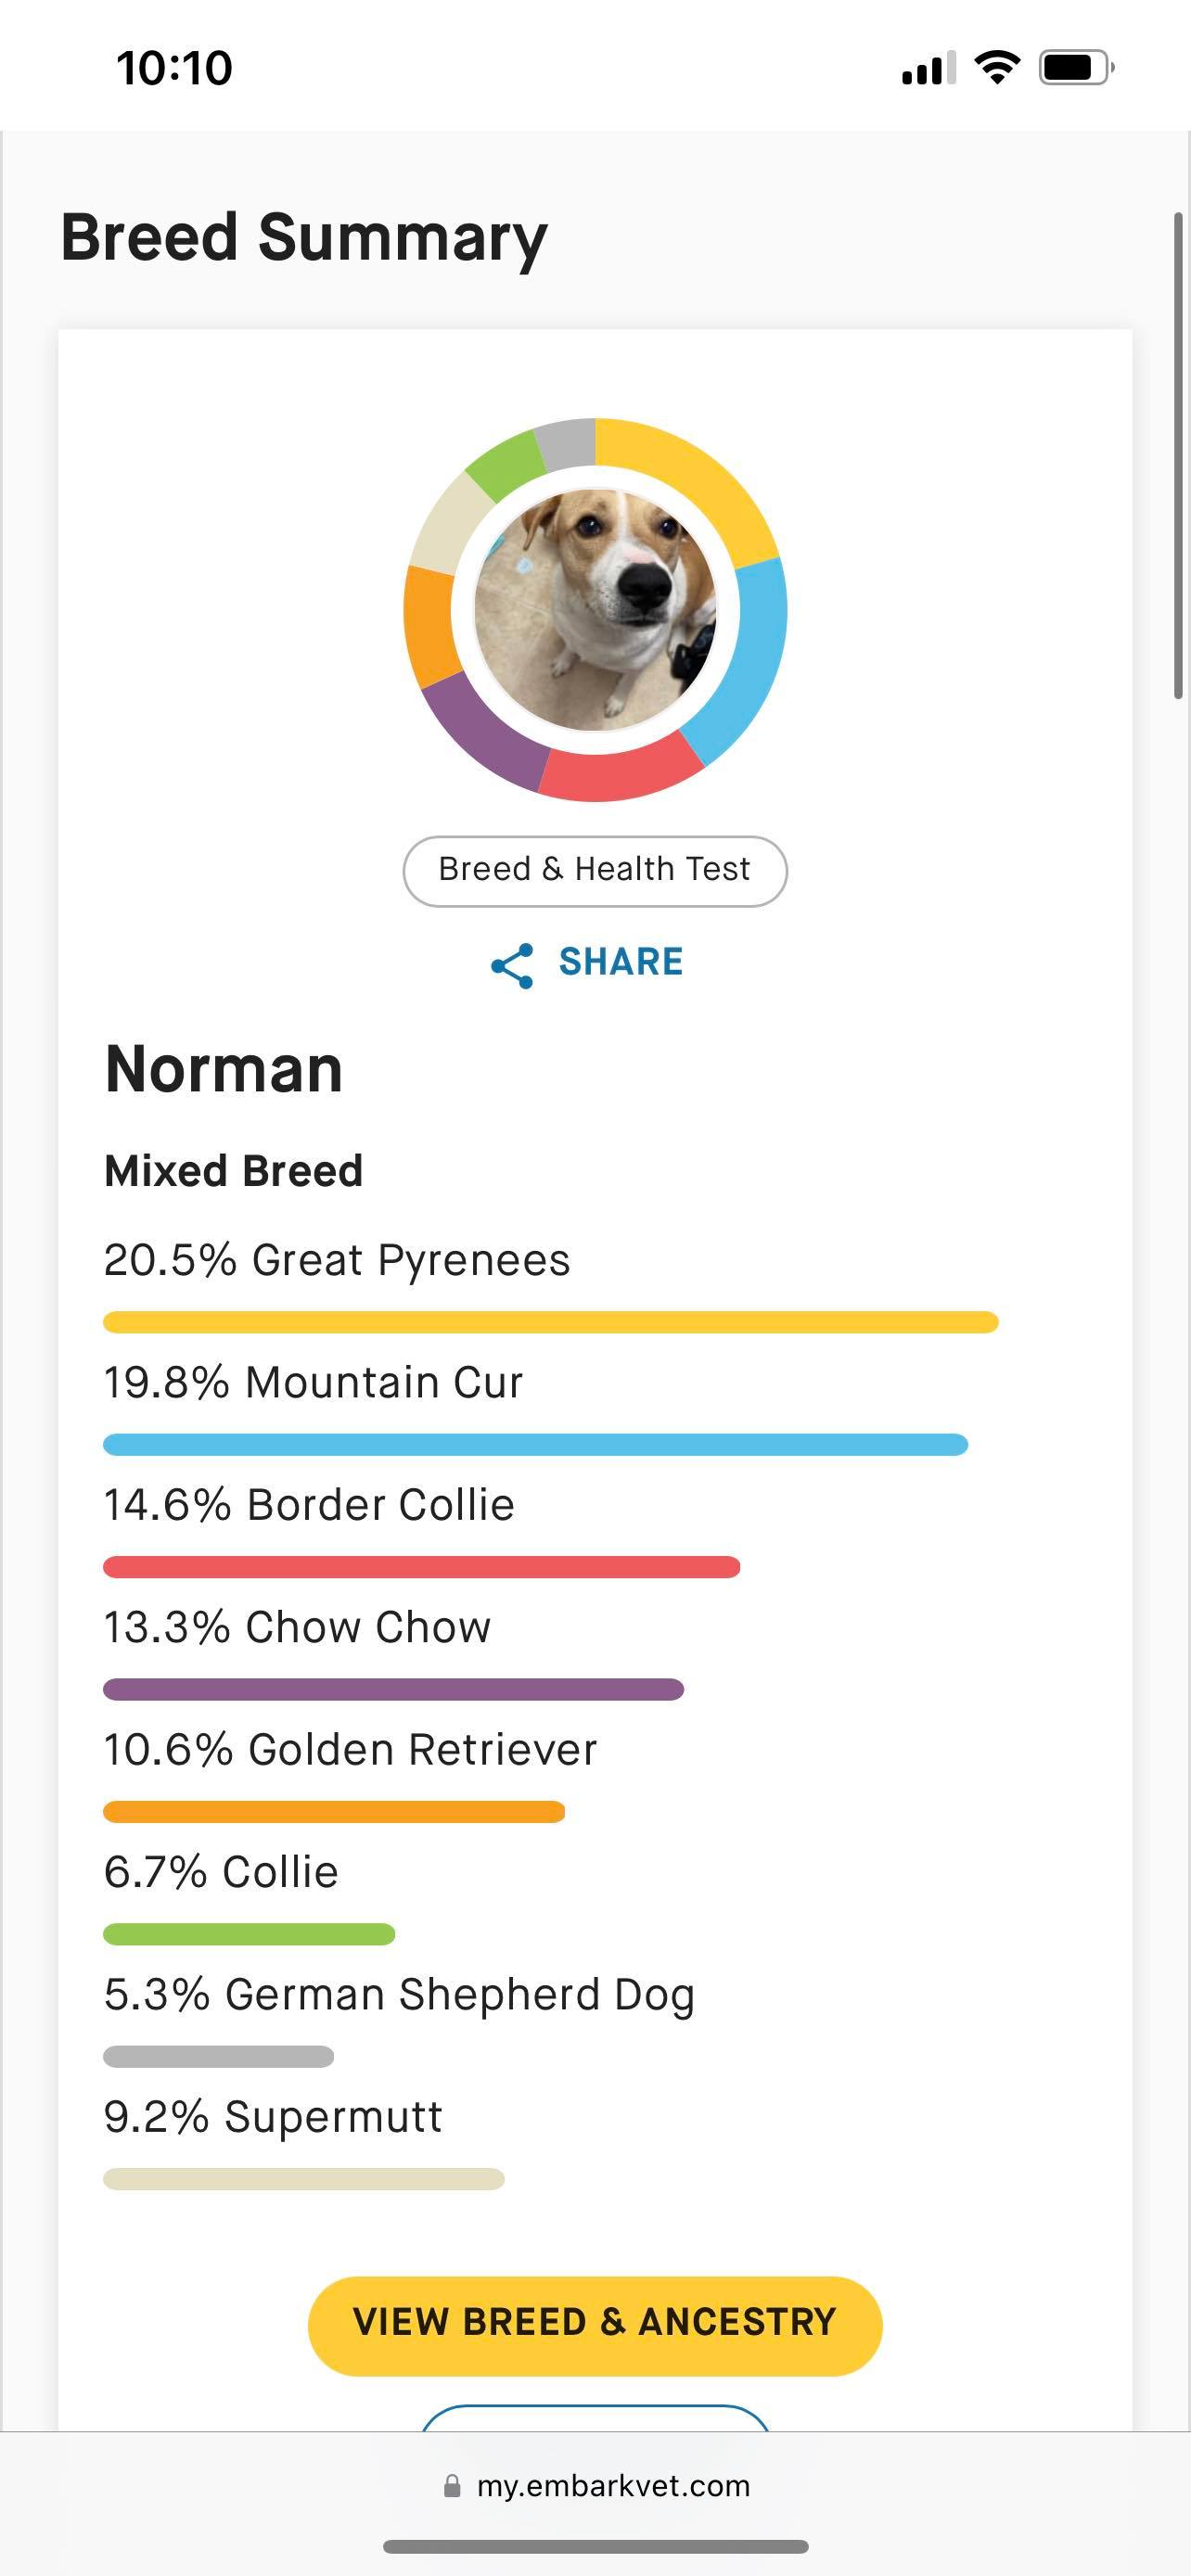 10:10
Breed Summary
Breed & Health Test
SHARE
Norman
Mixed Breed
20.5% Great Pyrenees
19.8% Mountain Cur
14.6% Border Collie
13.3% Chow Chow
10.6% Golden Retriever
6.7% Collie
5.3% German Shepherd Dog
9.2% Supermutt
VIEW BREED & ANCESTRY
my.embarkvet.com